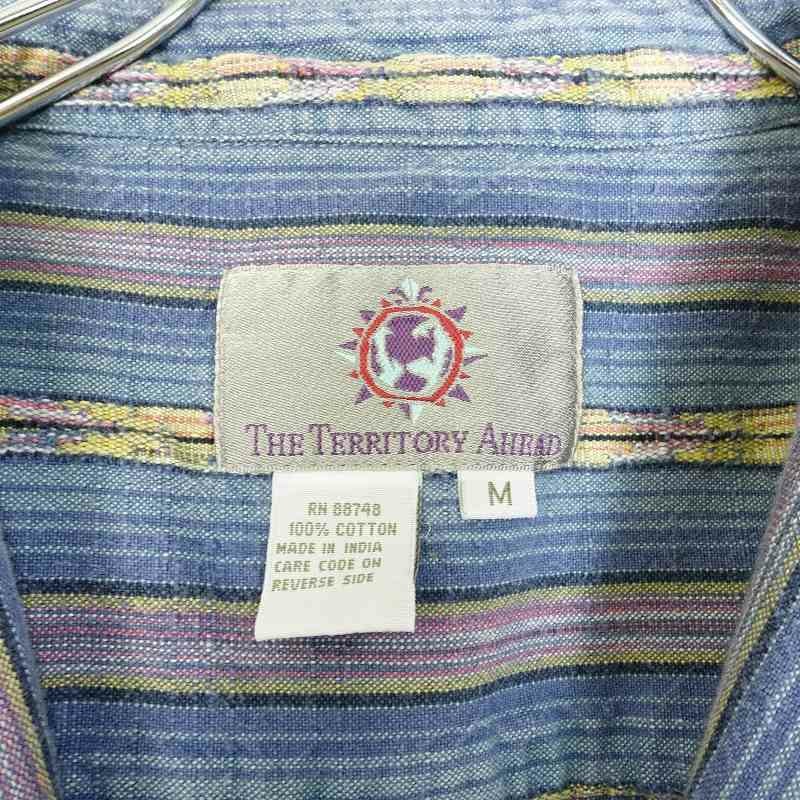 THE TERRITORY AHEAD
M
RN 88748
100% COTTON
MADE IN INDIA
CARE CODE ON
REVERSE SIDE